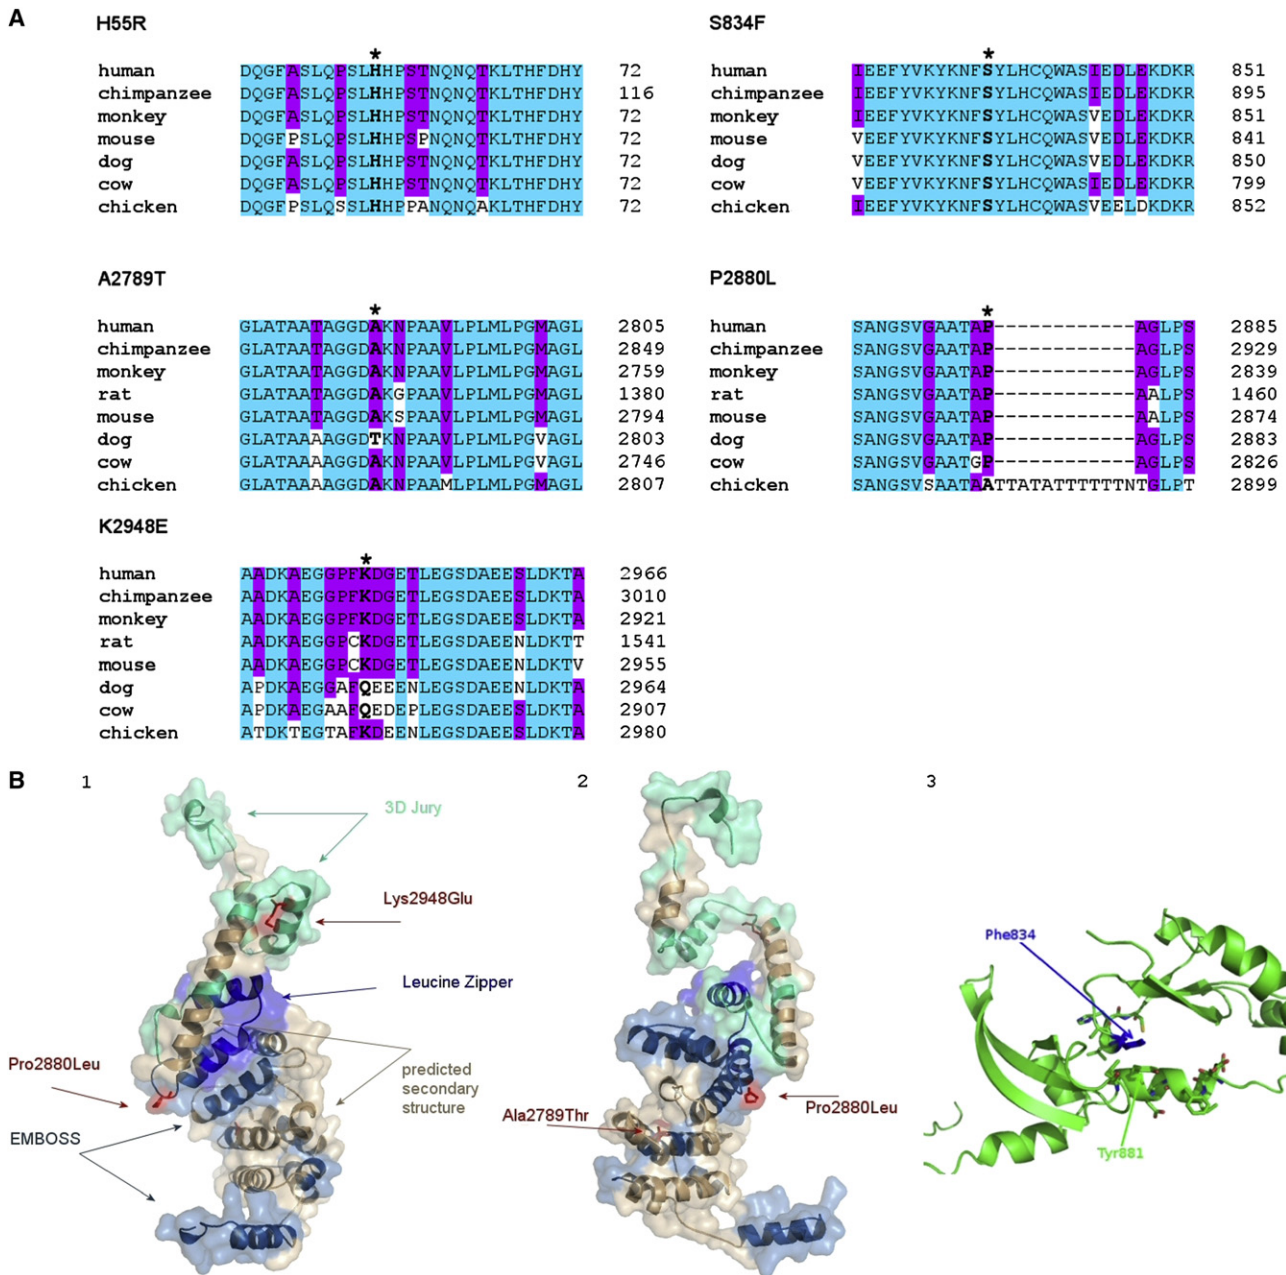 A
H55R
*
human DQGFASLQPSLHHPSTNQNQTKLTHFDHY 72
chimpanzee DQGFASLQPSLHHPSTNQNQTKLTHFDHY 116
monkey DQGFASLQPSLHHPSTNQNQTKLTHFDHY 72
mouse DQGFPSLQPSLHHPSPNQNQTKLTHFDHY 72
dog DQGFASLQPSLHHPSTNQNQTKLTHFDHY 72
cow DQGFASLQPSLHHPSTNQNQTKLTHFDHY 72
chicken DQGFPSLQSSLHHPPANQNQAKLTHFDHY 72
S834F
*
human IEEFYVKYKNFSYLHCQWASIEDLEKDKR 851
chimpanzee IEEFYVKYKNFSYLHCQWASIEDLEKDKR 895
monkey IEEFYVKYKNFSYLHCQWASVEDLEKDKR 851
mouse VEEFYVKYKNFSYLHCQWASVEDLEKDKR 841
dog VEEFYVKYKNFSYLHCQWASVEDLEKDKR 850
cow VEEFYVKYKNFSYLHCQWASIEDLEKDKR 799
chicken IEEFYVKYKNFSYLHCQWASVEELDKDKR 852
A2789T
*
human GLATAATAGGDAKNPAAVLPLMLPGMAGL 2805
chimpanzee GLATAATAGGDAKNPAAVLPLMLPGMAGL 2849
monkey GLATAATAGGDAKNPAAVLPLMLPGMAGL 2759
rat GLATAATAGGDAKGPAAVLPLMLPGMAGL 1380
mouse GLATAATAGGDAKSPAAVLPLMLPGMAGL 2794
dog GLATAAAAGGDTKNPAAVLPLMLPGVAGL 2803
cow GLATAAAAGGDAKNPAAVLPLMLPGVAGL 2746
chicken GLATAAAAGGDAKNPAAMLPLMLPGMAGL 2807
P2880L
*
human SANGSVGAATAP------------AGLPS 2885
chimpanzee SANGSVGAATAP------------AGLPS 2929
monkey SANGSVGAATAP------------AGLPS 2839
rat SANGSVGAATAP------------AALPS 1460
mouse SANGSVGAATAP------------AALPS 2874
dog SANGSVGAATAP------------AGLPS 2883
cow SANGSVGAATGP------------AGLPS 2826
chicken SANGSVSAATAATTATATTTTTTNTGLPT 2899
K2948E
*
human AADKAEGGPFKDGETLEGSDAEESLDKTA 2966
chimpanzee AADKAEGGPFKDGETLEGSDAEESLDKTA 3010
monkey AADKAEGGPFKDGETLEGSDAEESLDKTA 2921
rat AADKAEGGPCKDGETLEGSDAEENLDKTT 1541
mouse AADKAEGGPCKDGETLEGSDAEENLDKTV 2955
dog APDKAEGGAFQEEENLEGSDAEENLDKTA 2964
cow APDKAEGAAFQEDEPLEGSDAEESLDKTA 2907
chicken ATDKTEGTAFKDEENLEGSDAEESLDKTA 2980
B
1
3D Jury
Lys2948Glu
Leucine Zipper
Pro2880Leu
predicted
secondary
structure
EMBOSS
2
Ala2789Thr
Pro2880Leu
3
Phe834
Tyr881